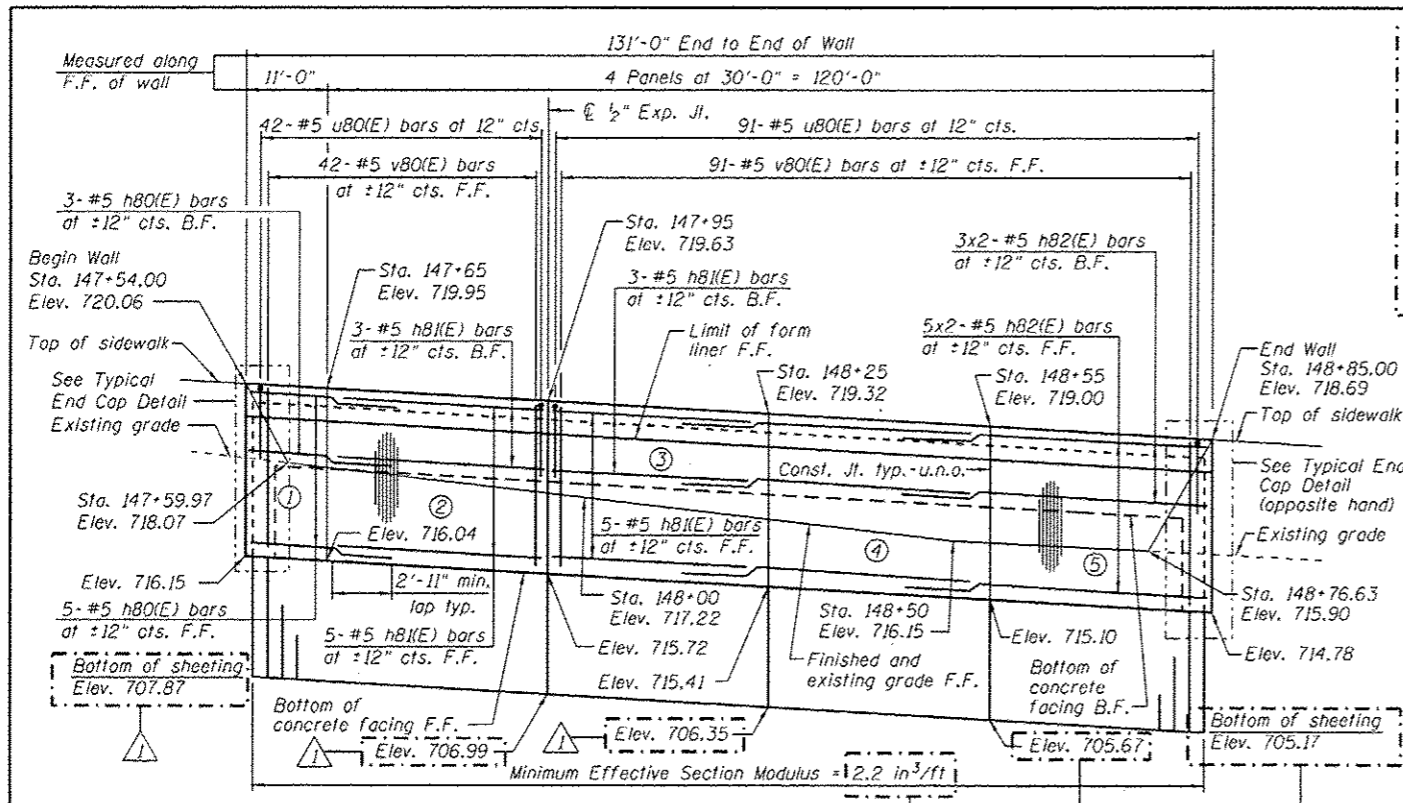 131'-0" End to End of Wall
Measured along
F.F. of wall
11'-0"
4 Panels at 30'-0" = 120'-0"
℄ ½" Exp. Jt.
42-#5 u80(E) bars at 12" cts.
91-#5 u80(E) bars at 12" cts.
42-#5 v80(E) bars
at ±12" cts. F.F.
91-#5 v80(E) bars at ±12" cts. F.F.
3-#5 h80(E) bars
at ±12" cts. B.F.
Begin Wall
Sta. 147+54.00
Elev. 720.06
Sta. 147+65
Elev. 719.95
Sta. 147+95
Elev. 719.63
3x2-#5 h82(E) bars
at ±12" cts. B.F.
3-#5 h81(E) bars
at ±12" cts. B.F.
3-#5 h81(E) bars
at ±12" cts. B.F.
Limit of form
liner F.F.
5x2-#5 h82(E) bars
at ±12" cts. F.F.
End Wall
Sta. 148+85.00
Elev. 718.69
Top of sidewalk
Sta. 148+25
Elev. 719.32
Sta. 148+55
Elev. 719.00
Top of sidewalk
See Typical
End Cap Detail
Existing grade
Const. Jt. typ.-u.n.o.
See Typical End
Cap Detail
(opposite hand)
Existing grade
1
2
3
4
5
Sta. 147+59.97
Elev. 718.07
Elev. 716.04
5-#5 h81(E) bars
at ±12" cts. F.F.
Elev. 716.15
2'-11" min.
lap typ.
Sta. 148+00
Elev. 717.22
Sta. 148+50
Elev. 716.15
Sta. 148+76.63
Elev. 715.90
5-#5 h80(E) bars
at ±12" cts. F.F.
5-#5 h81(E) bars
at ±12" cts. F.F.
Elev. 715.72
Elev. 715.41
Finished and
existing grade F.F.
Elev. 715.10
Elev. 714.78
Bottom of
concrete
facing B.F.
Bottom of sheeting
Elev. 707.87
Bottom of
concrete facing F.F.
1
1
Elev. 706.99
1
Elev. 706.35
Elev. 705.67
Bottom of sheeting
Elev. 705.17
Minimum Effective Section Modulus = 2.2 in³/ft